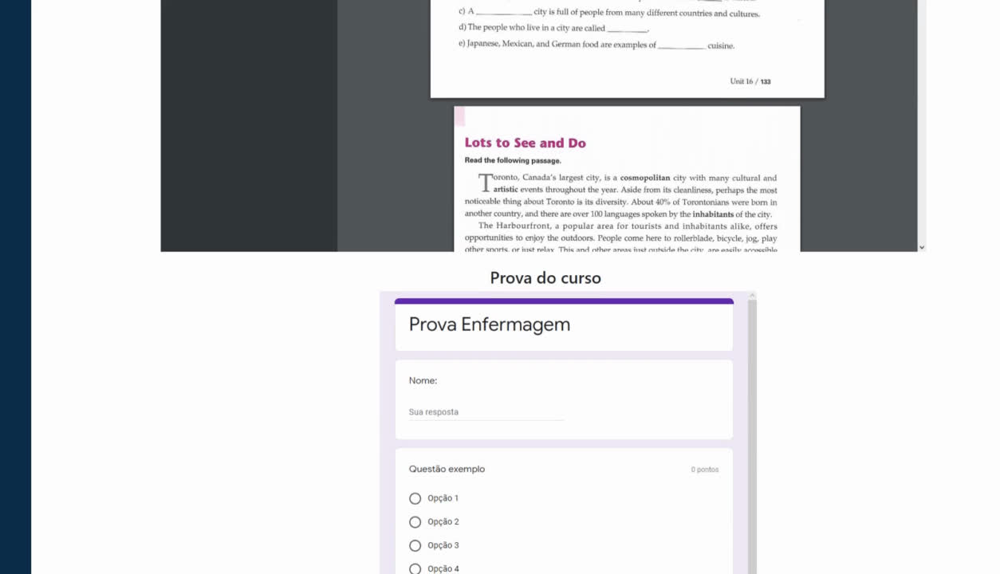 c) A ____________ city is full of people from many different countries and cultures.
d) The people who live in a city are called _________.
e) Japanese, Mexican, and German food are examples of __________ cuisine.
Unit 16 / 133
Lots to See and Do
Read the following passage.
Toronto, Canada's largest city, is a cosmopolitan city with many cultural and
artistic events throughout the year. Aside from its cleanliness, perhaps the most
noticeable thing about Toronto is its diversity. About 40% of Torontonians were born in
another country, and there are over 100 languages spoken by the inhabitants of the city.
The Harbourfront, a popular area for tourists and inhabitants alike, offers
opportunities to enjoy the outdoors. People come here to rollerblade, bicycle, jog, play
other sports, or just relax. This and other areas just outside the city, are easily accessible
Prova do curso
Prova Enfermagem
Nome:
Sua resposta
Questão exemplo 0 pontos
Opção 1
Opção 2
Opção 3
Opção 4